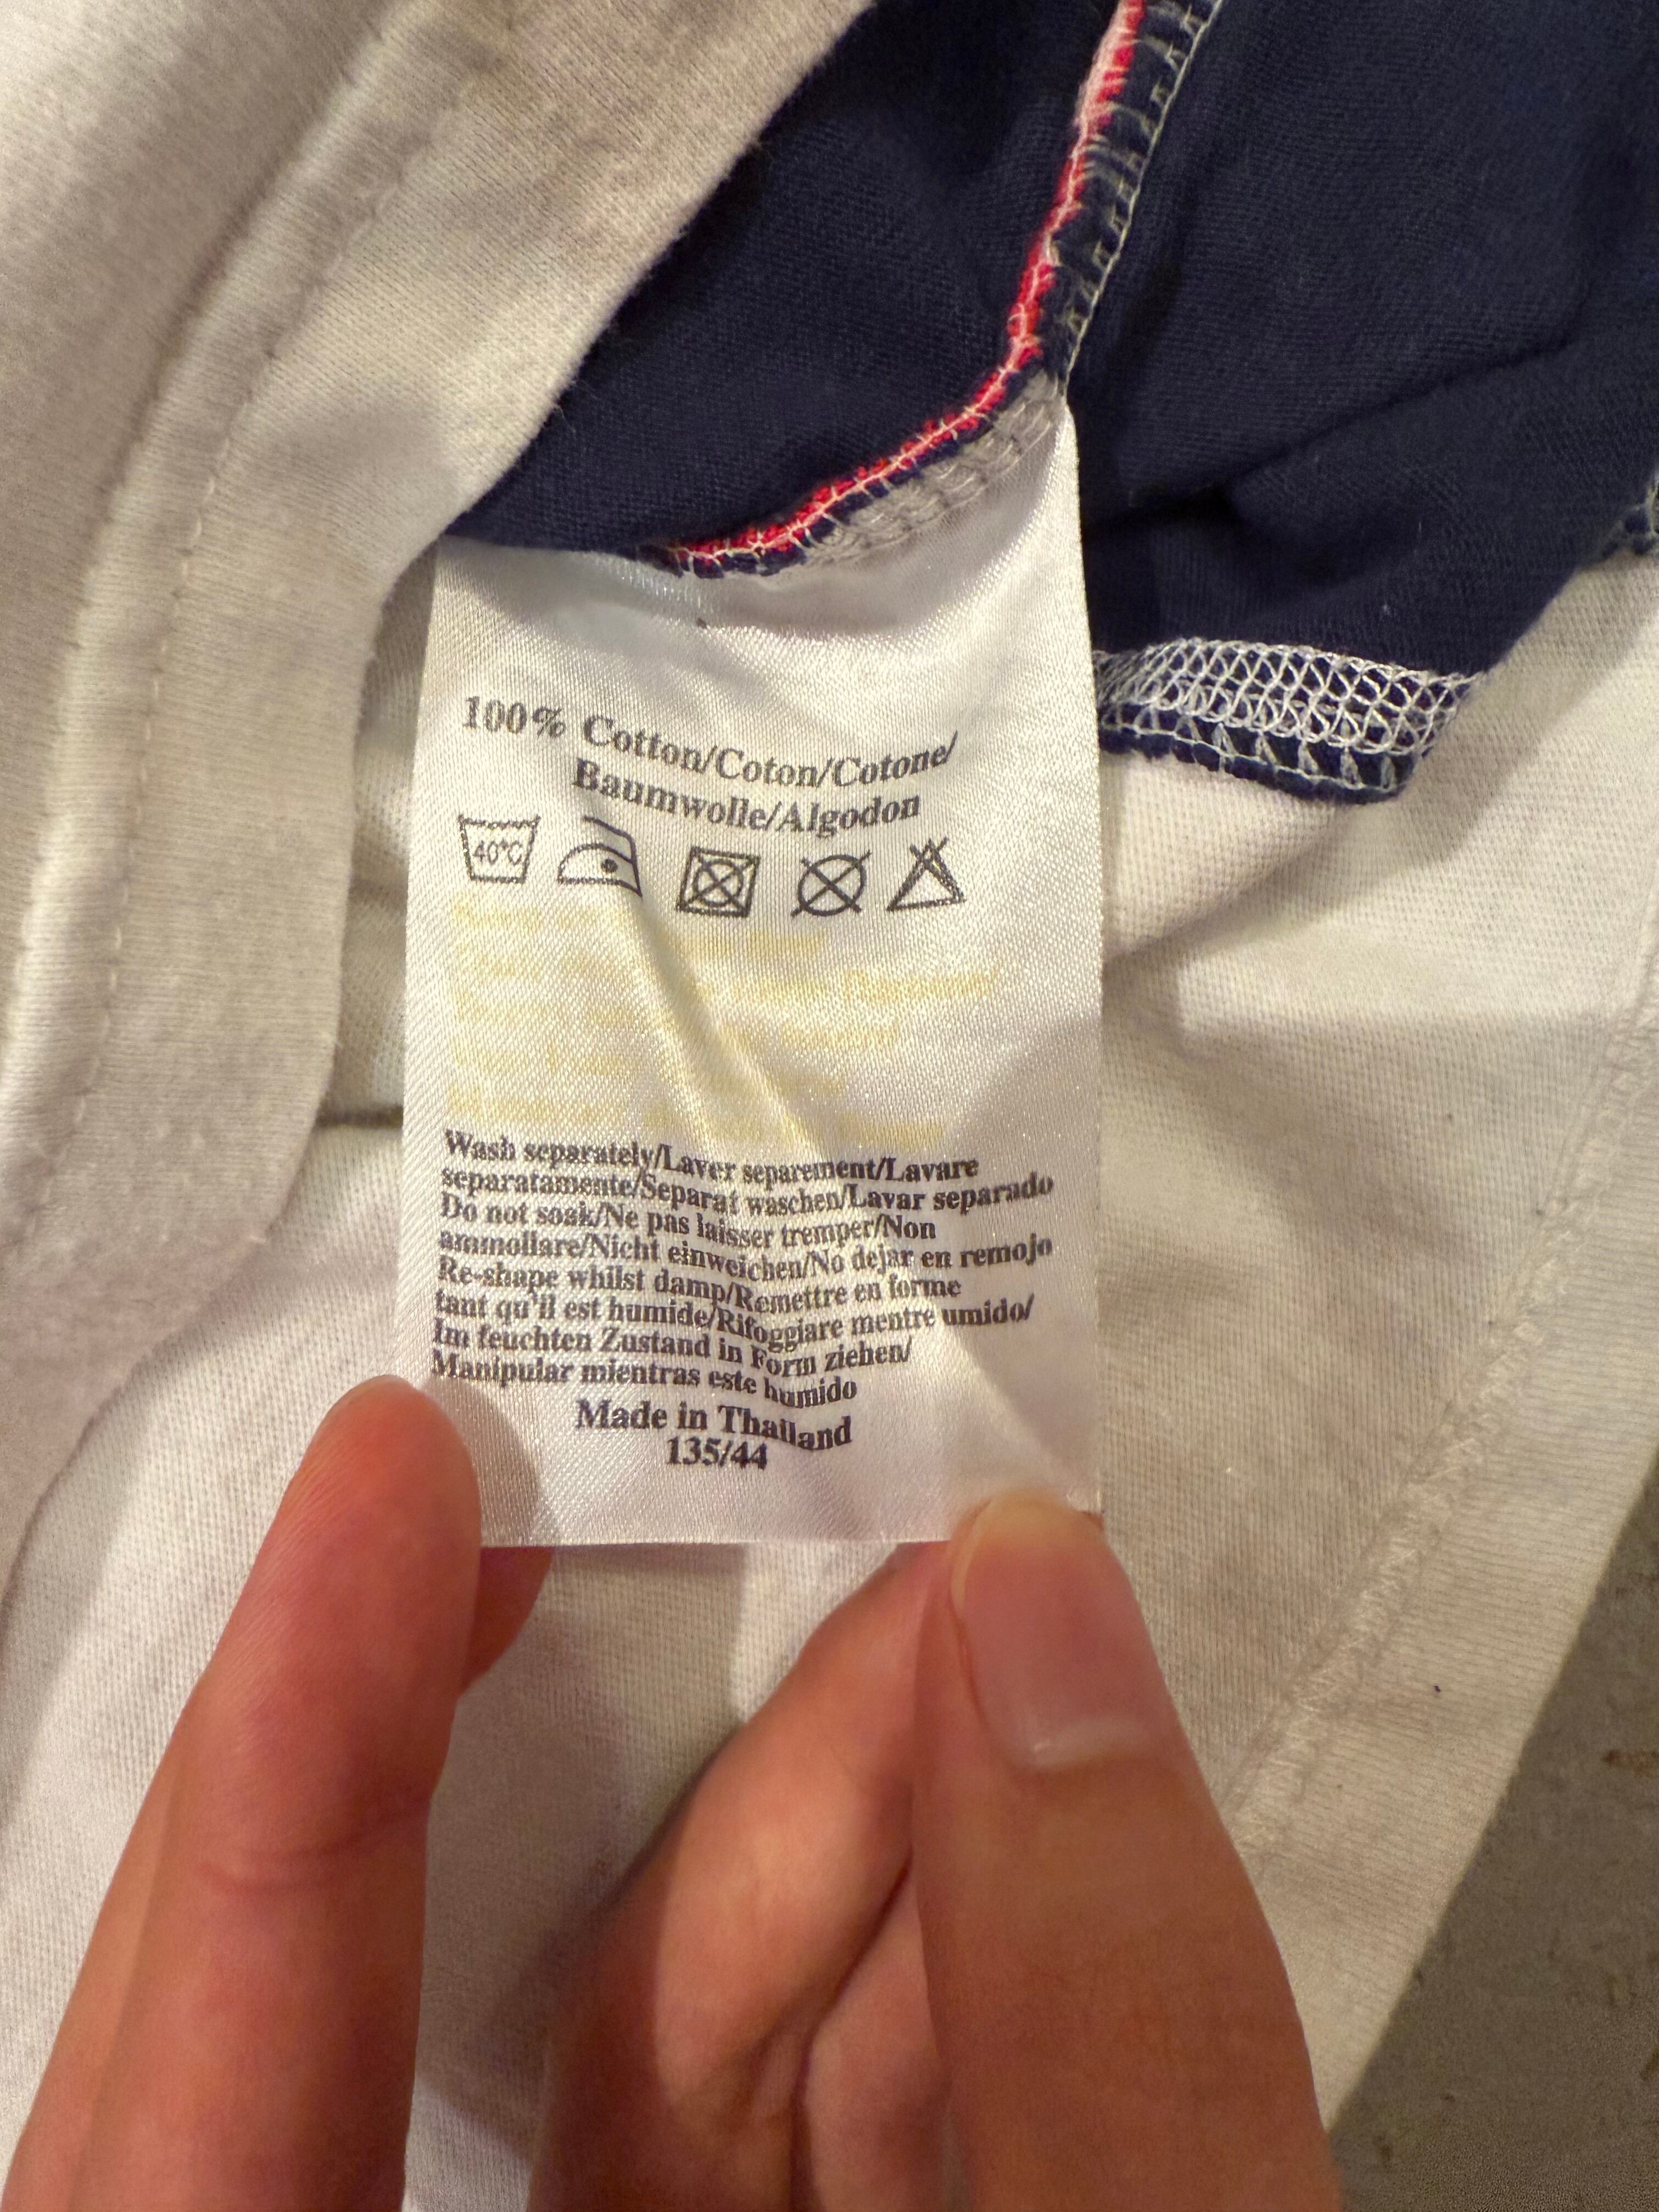 100% Cotton/Coton/Cotone/
Baumwolle/Algodon
40°C
Wash separately/Laver separement/Lavare
separatamente/Separat waschen/Lavar separado
Do not soak/Ne pas laisser tremper/Non
ammollare/Nicht einweichen/No dejar en remojo
Re-shape whilst damp/Remettre en forme
tant qu'il est humide/Rifoggiare mentre umido/
Im feuchten Zustand in Form ziehen/
Manipular mientras este humido
Made in Thailand
135/44